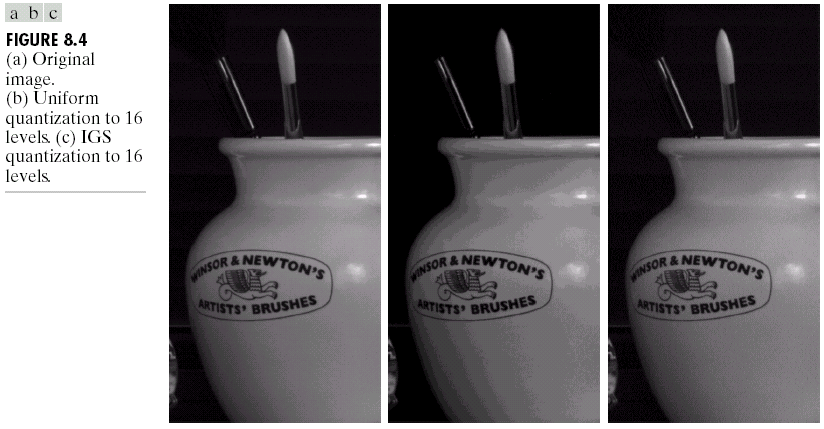 a b c
FIGURE 8.4
(a) Original
image.
(b) Uniform
quantization to 16
levels. (c) IGS
quantization to 16
levels.
WINSOR & NEWTON'S
ARTISTS' BRUSHES
WINSOR & NEWTON'S
ARTISTS' BRUSHES
WINSOR & NEWTON'S
ARTISTS' BRUSHES